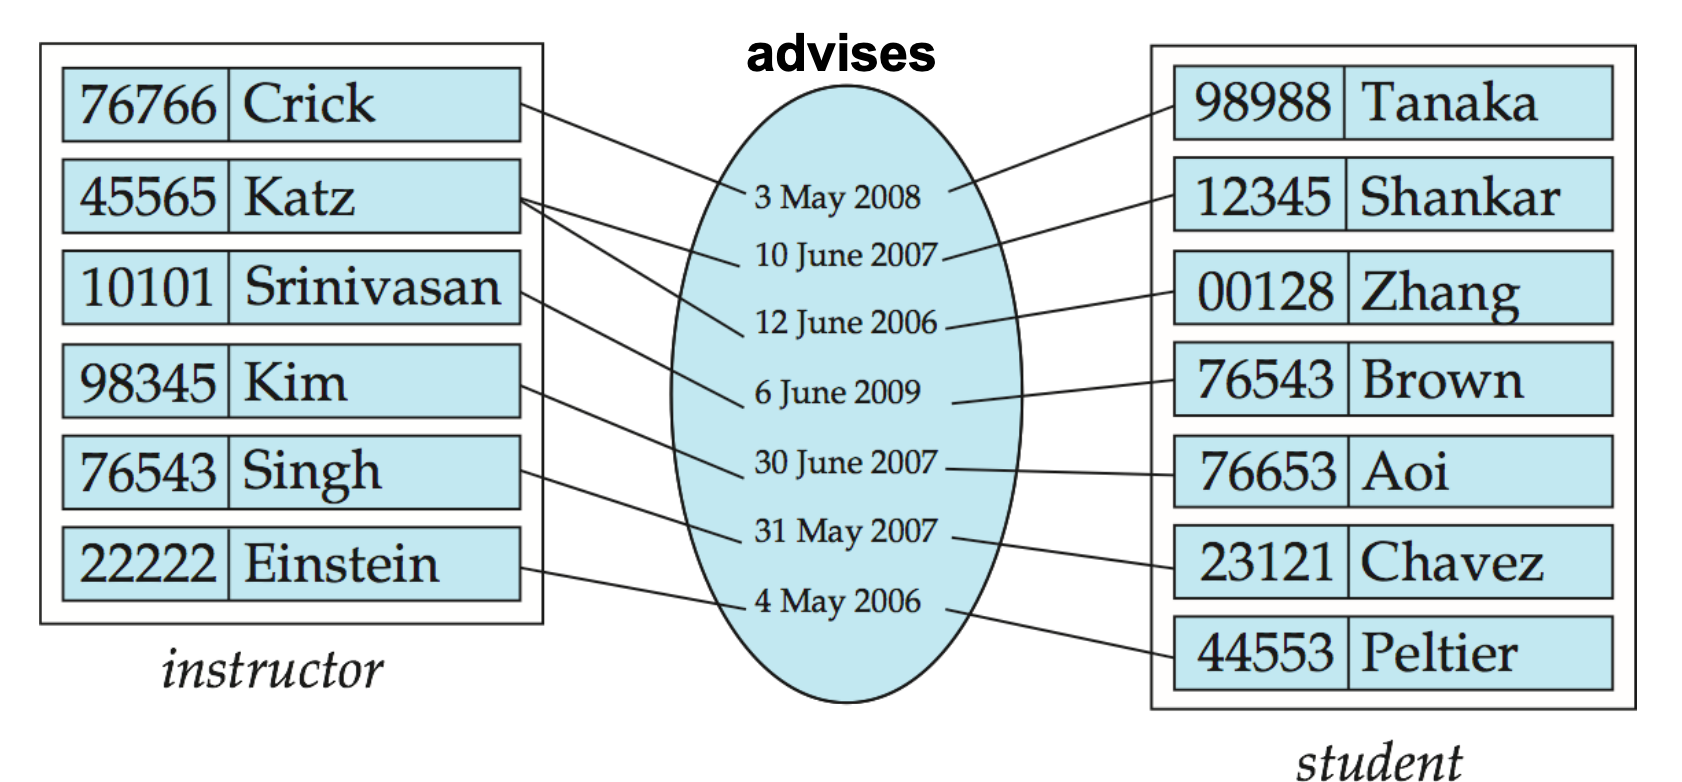 advises
76766 Crick
45565 Katz
10101 Srinivasan
98345 Kim
76543 Singh
22222 Einstein
instructor
3 May 2008
10 June 2007
12 June 2006
6 June 2009
30 June 2007
31 May 2007
4 May 2006
98988 Tanaka
12345 Shankar
00128 Zhang
76543 Brown
76653 Aoi
23121 Chavez
44553 Peltier
student